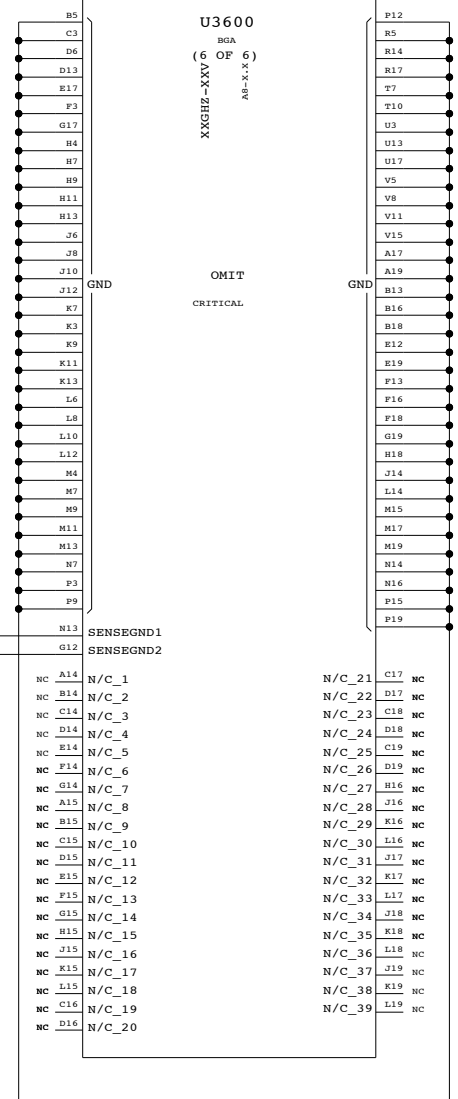 U3600
BGA
(6 OF 6)
XXGHZ-XXV
A8-X.X
OMIT
CRITICAL
GND
GND
B5 P12
C3 R5
D6 R14
D13 R17
E17 T7
F3 T10
G17 U3
H4 U13
H7 U17
H9 V5
H11 V8
H13 V11
J6 V15
J8 A17
J10 A19
J12 B13
K7 B16
K3 B18
K9 E12
K11 E19
K13 F13
L6 F16
L8 F18
L10 G19
L12 H18
M4 J14
M7 L14
M9 M15
M11 M17
M13 M19
N7 N14
P3 N16
P9 P15
P19
N13 SENSEGND1
G12 SENSEGND2
NC A14 N/C_1 N/C_21 C17 NC
NC B14 N/C_2 N/C_22 D17 NC
NC C14 N/C_3 N/C_23 C18 NC
NC D14 N/C_4 N/C_24 D18 NC
NC E14 N/C_5 N/C_25 C19 NC
NC F14 N/C_6 N/C_26 D19 NC
NC G14 N/C_7 N/C_27 H16 NC
NC A15 N/C_8 N/C_28 J16 NC
NC B15 N/C_9 N/C_29 K16 NC
NC C15 N/C_10 N/C_30 L16 NC
NC D15 N/C_11 N/C_31 J17 NC
NC E15 N/C_12 N/C_32 K17 NC
NC F15 N/C_13 N/C_33 L17 NC
NC G15 N/C_14 N/C_34 J18 NC
NC H15 N/C_15 N/C_35 K18 NC
NC J15 N/C_16 N/C_36 L18 NC
NC K15 N/C_17 N/C_37 J19 NC
NC L15 N/C_18 N/C_38 K19 NC
NC C16 N/C_19 N/C_39 L19 NC
NC D16 N/C_20